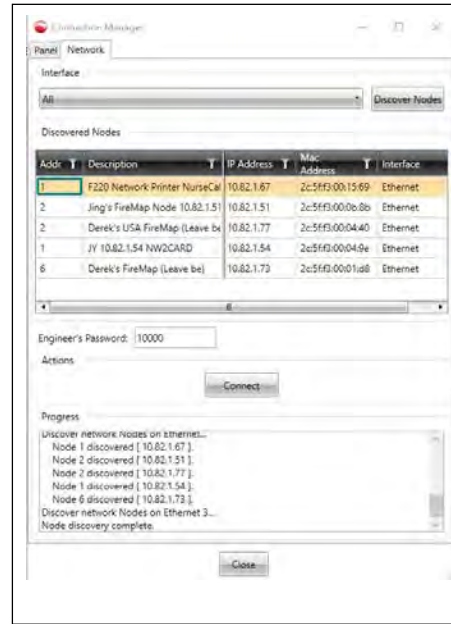 Connection Manager
Panel Network
Interface
All Discover Nodes
Discovered Nodes
Addr Description IP Address Mac Address Interface
1 F220 Network Printer NurseCal 10.82.1.67 2c:5f:f3:00:15:69 Ethernet
2 Jing's FireMap Node 10.82.1.51 10.82.1.51 2c:5f:f3:00:0b:8b Ethernet
2 Derek's USA FireMap (Leave be 10.82.1.77 2c:5f:f3:00:04:40 Ethernet
1 JY 10.82.1.54 NW2CARD 10.82.1.54 2c:5f:f3:00:04:9e Ethernet
6 Derek's FireMap (Leave be) 10.82.1.73 2c:5f:f3:00:01:d8 Ethernet
Engineer's Password: 10000
Actions
Connect
Progress
Discover network Nodes on Ethernet...
Node 1 discovered [ 10.82.1.67 ].
Node 2 discovered [ 10.82.1.51 ].
Node 2 discovered [ 10.82.1.77 ].
Node 1 discovered [ 10.82.1.54 ].
Node 6 discovered [ 10.82.1.73 ].
Discover network Nodes on Ethernet 3...
Node discovery complete.
Close